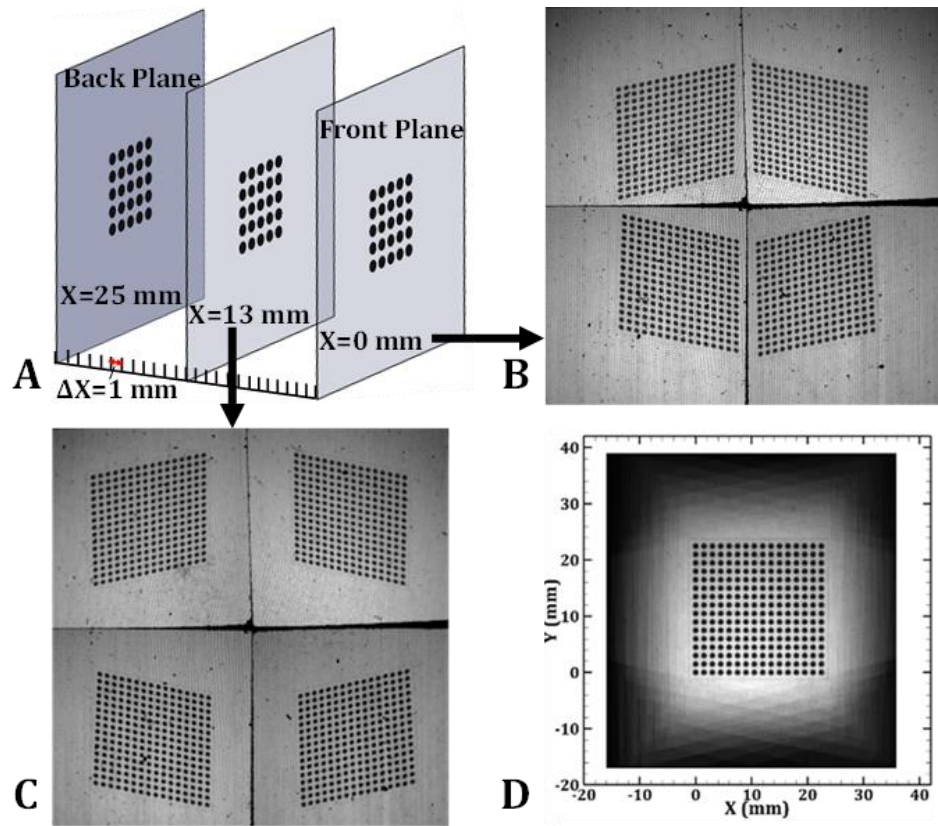 Back Plane
Front Plane
X=25 mm
X=13 mm
X=0 mm
ΔX=1 mm
A
B
C
D
40
30
20
10
0
-10
-20
Y (mm)
-20 -10 0 10 20 30 40
X (mm)